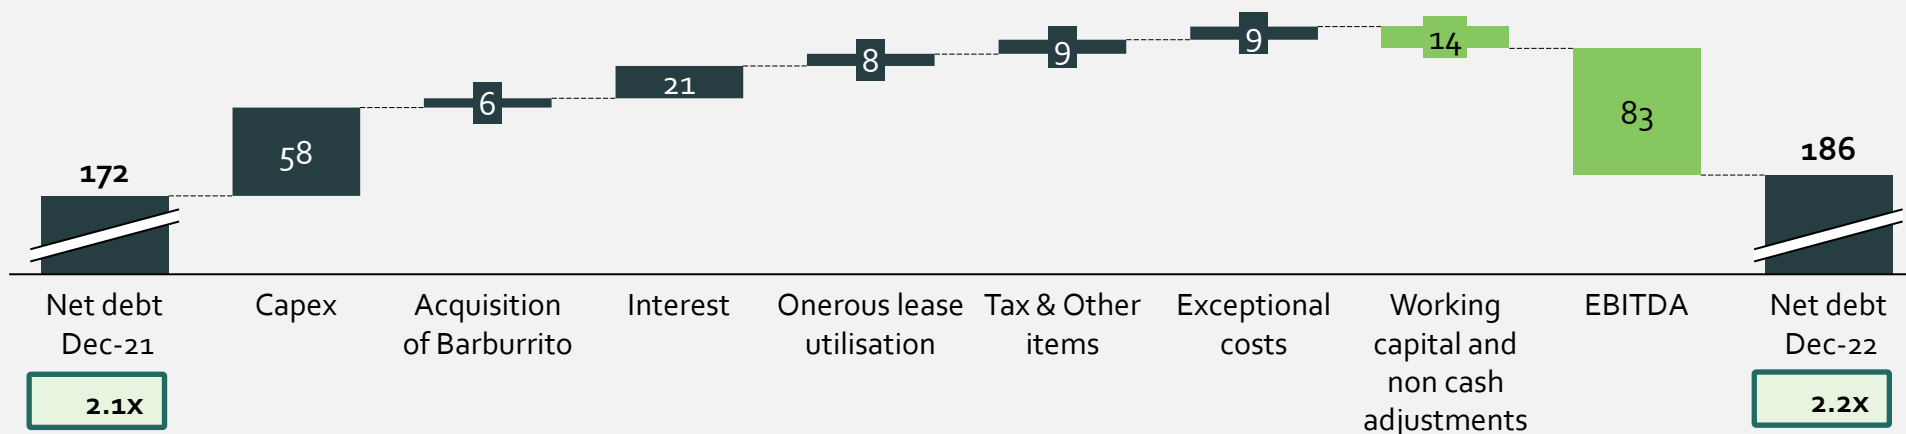 172
58
6
21
8
9
9
14
83
186
Net debt
Dec-21
Capex
Acquisition
of Barburrito
Interest
Onerous lease
utilisation
Tax & Other
items
Exceptional
costs
Working
capital and
non cash
adjustments
EBITDA
Net debt
Dec-22
2.1x
2.2x